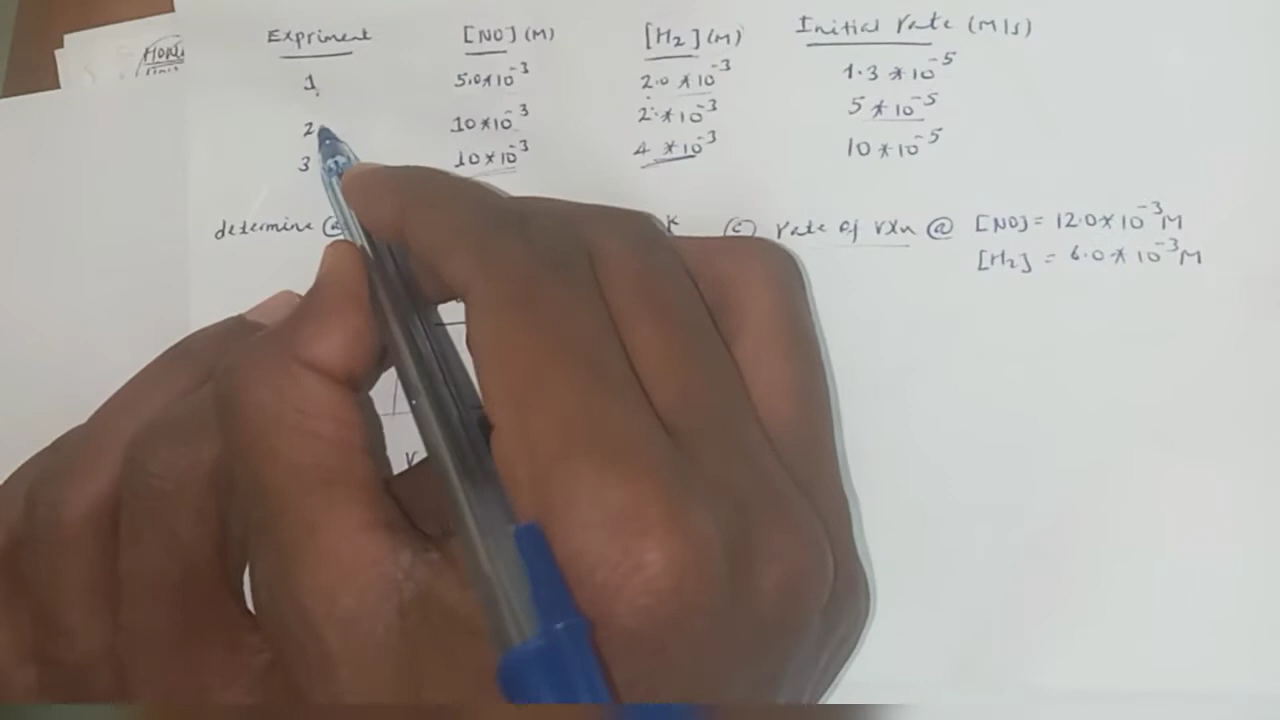 Expriment [NO] (M) [H₂] (M) Initial rate (M/s)
1 5.0*10⁻³ 2.0 *10⁻³ 1.3 *10⁻⁵
2 10*10⁻³ 2.*10⁻³ 5 *10⁻⁵
3 10*10⁻³ 4 *10⁻³ 10 *10⁻⁵
determine K (c) rate of rxn @ [NO] = 12.0*10⁻³M
[H₂] = 6.0*10⁻³M